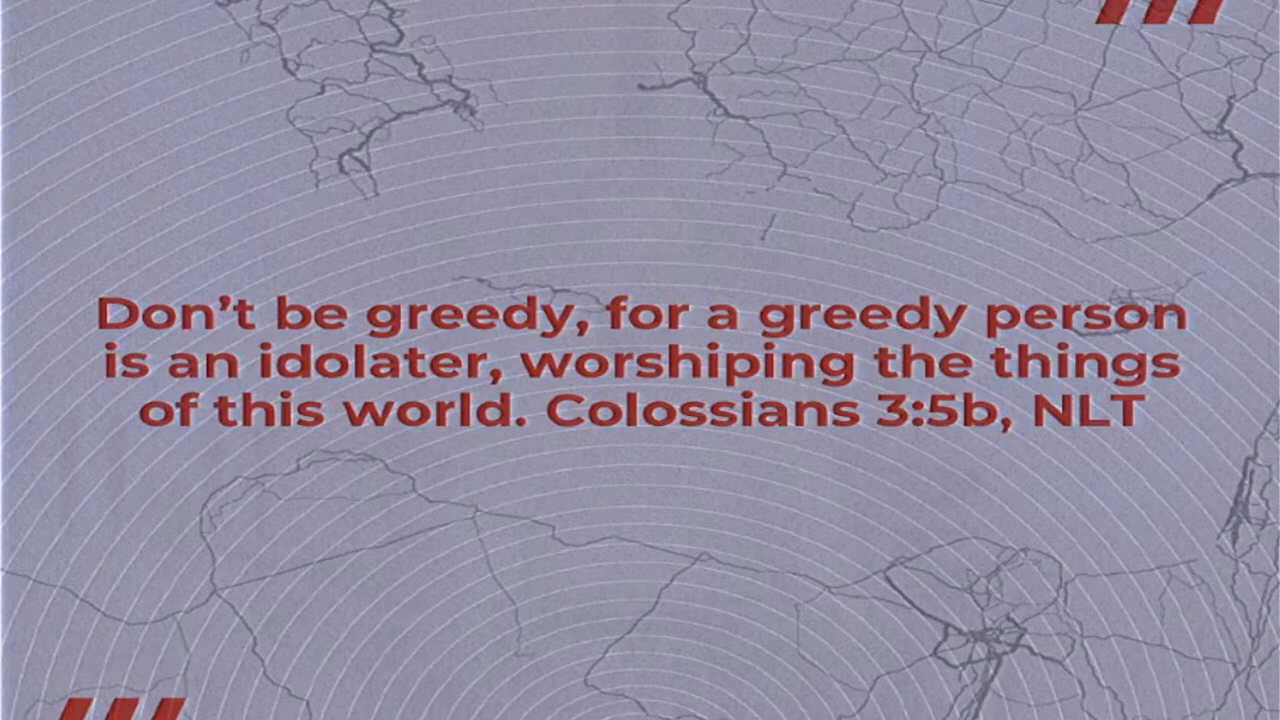 Don’t be greedy, for a greedy person
is an idolater, worshiping the things
of this world. Colossians 3:5b, NLT